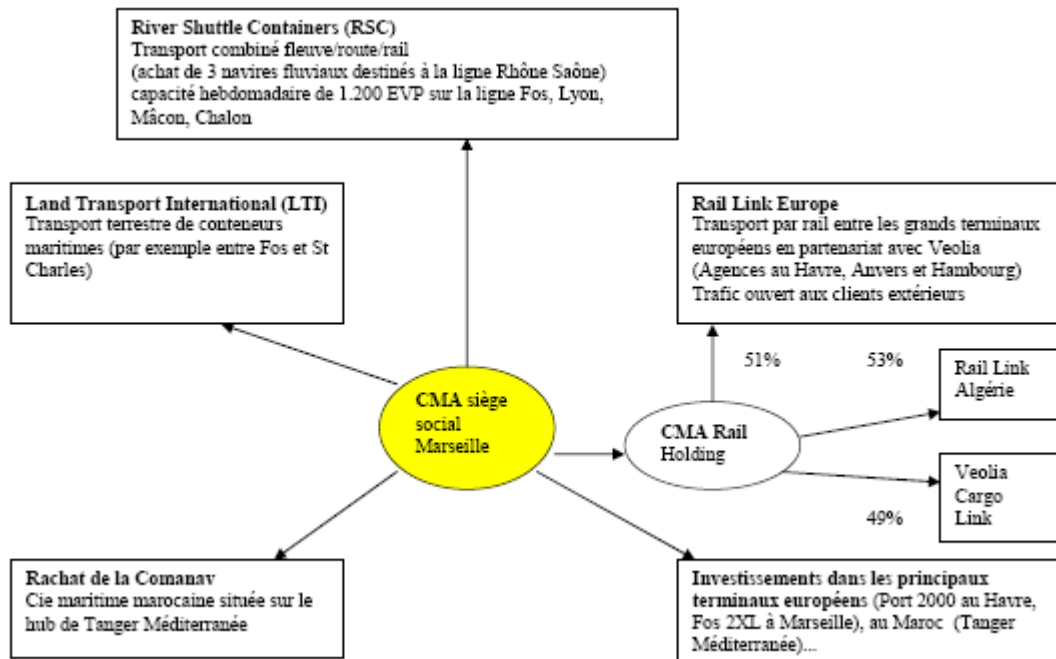 River Shuttle Containers (RSC)
Transport combiné fleuve/route/rail
(achat de 3 navires fluviaux destinés à la ligne Rhône Saône)
capacité hebdomadaire de 1.200 EVP sur la ligne Fos, Lyon,
Mâcon, Chalon
Land Transport International (LTI)
Transport terrestre de conteneurs
maritimes (par exemple entre Fos et St
Charles)
Rail Link Europe
Transport par rail entre les grands terminaux
européens en partenariat avec Veolia
(Agences au Havre, Anvers et Hambourg)
Trafic ouvert aux clients extérieurs
51%
53%
Rail Link
Algérie
CMA siège
social
Marseille
CMA Rail
Holding
Veolia
Cargo
Link
49%
Rachat de la Comanav
Cie maritime marocaine située sur le
hub de Tanger Méditerranée
Investissements dans les principaux
terminaux européens (Port 2000 au Havre,
Fos 2XL à Marseille), au Maroc (Tanger
Méditerranée)...